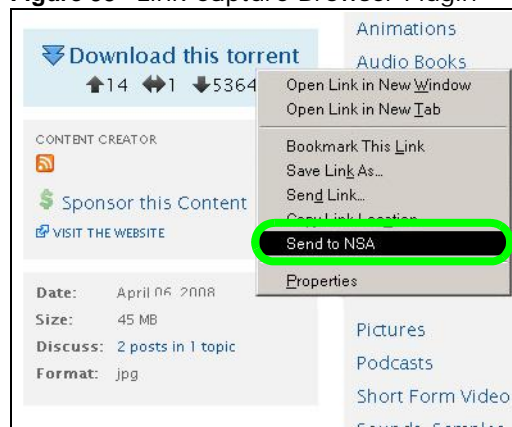 Download this torrent
14 1 5364
CONTENT CREATOR
Sponsor this Content
VISIT THE WEBSITE
Date: April 06, 2008
Size: 45 MB
Discuss: 2 posts in 1 topic
Format: jpg
Open Link in New Window
Open Link in New Tab
Bookmark This Link
Save Link As...
Send Link...
Copy Link Location
Send to NSA
Properties
Animations
Audio Books
Pictures
Podcasts
Short Form Video